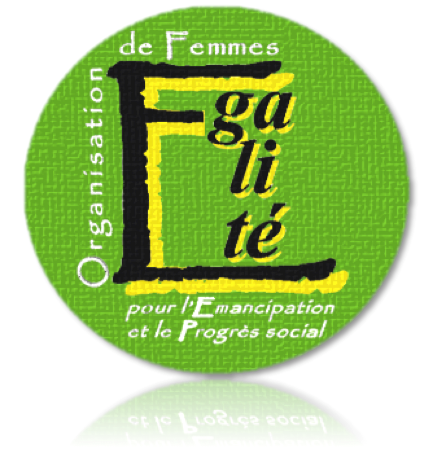 Organisation
de Femmes
Egalité
pour l'Emancipation
et le Progrès social